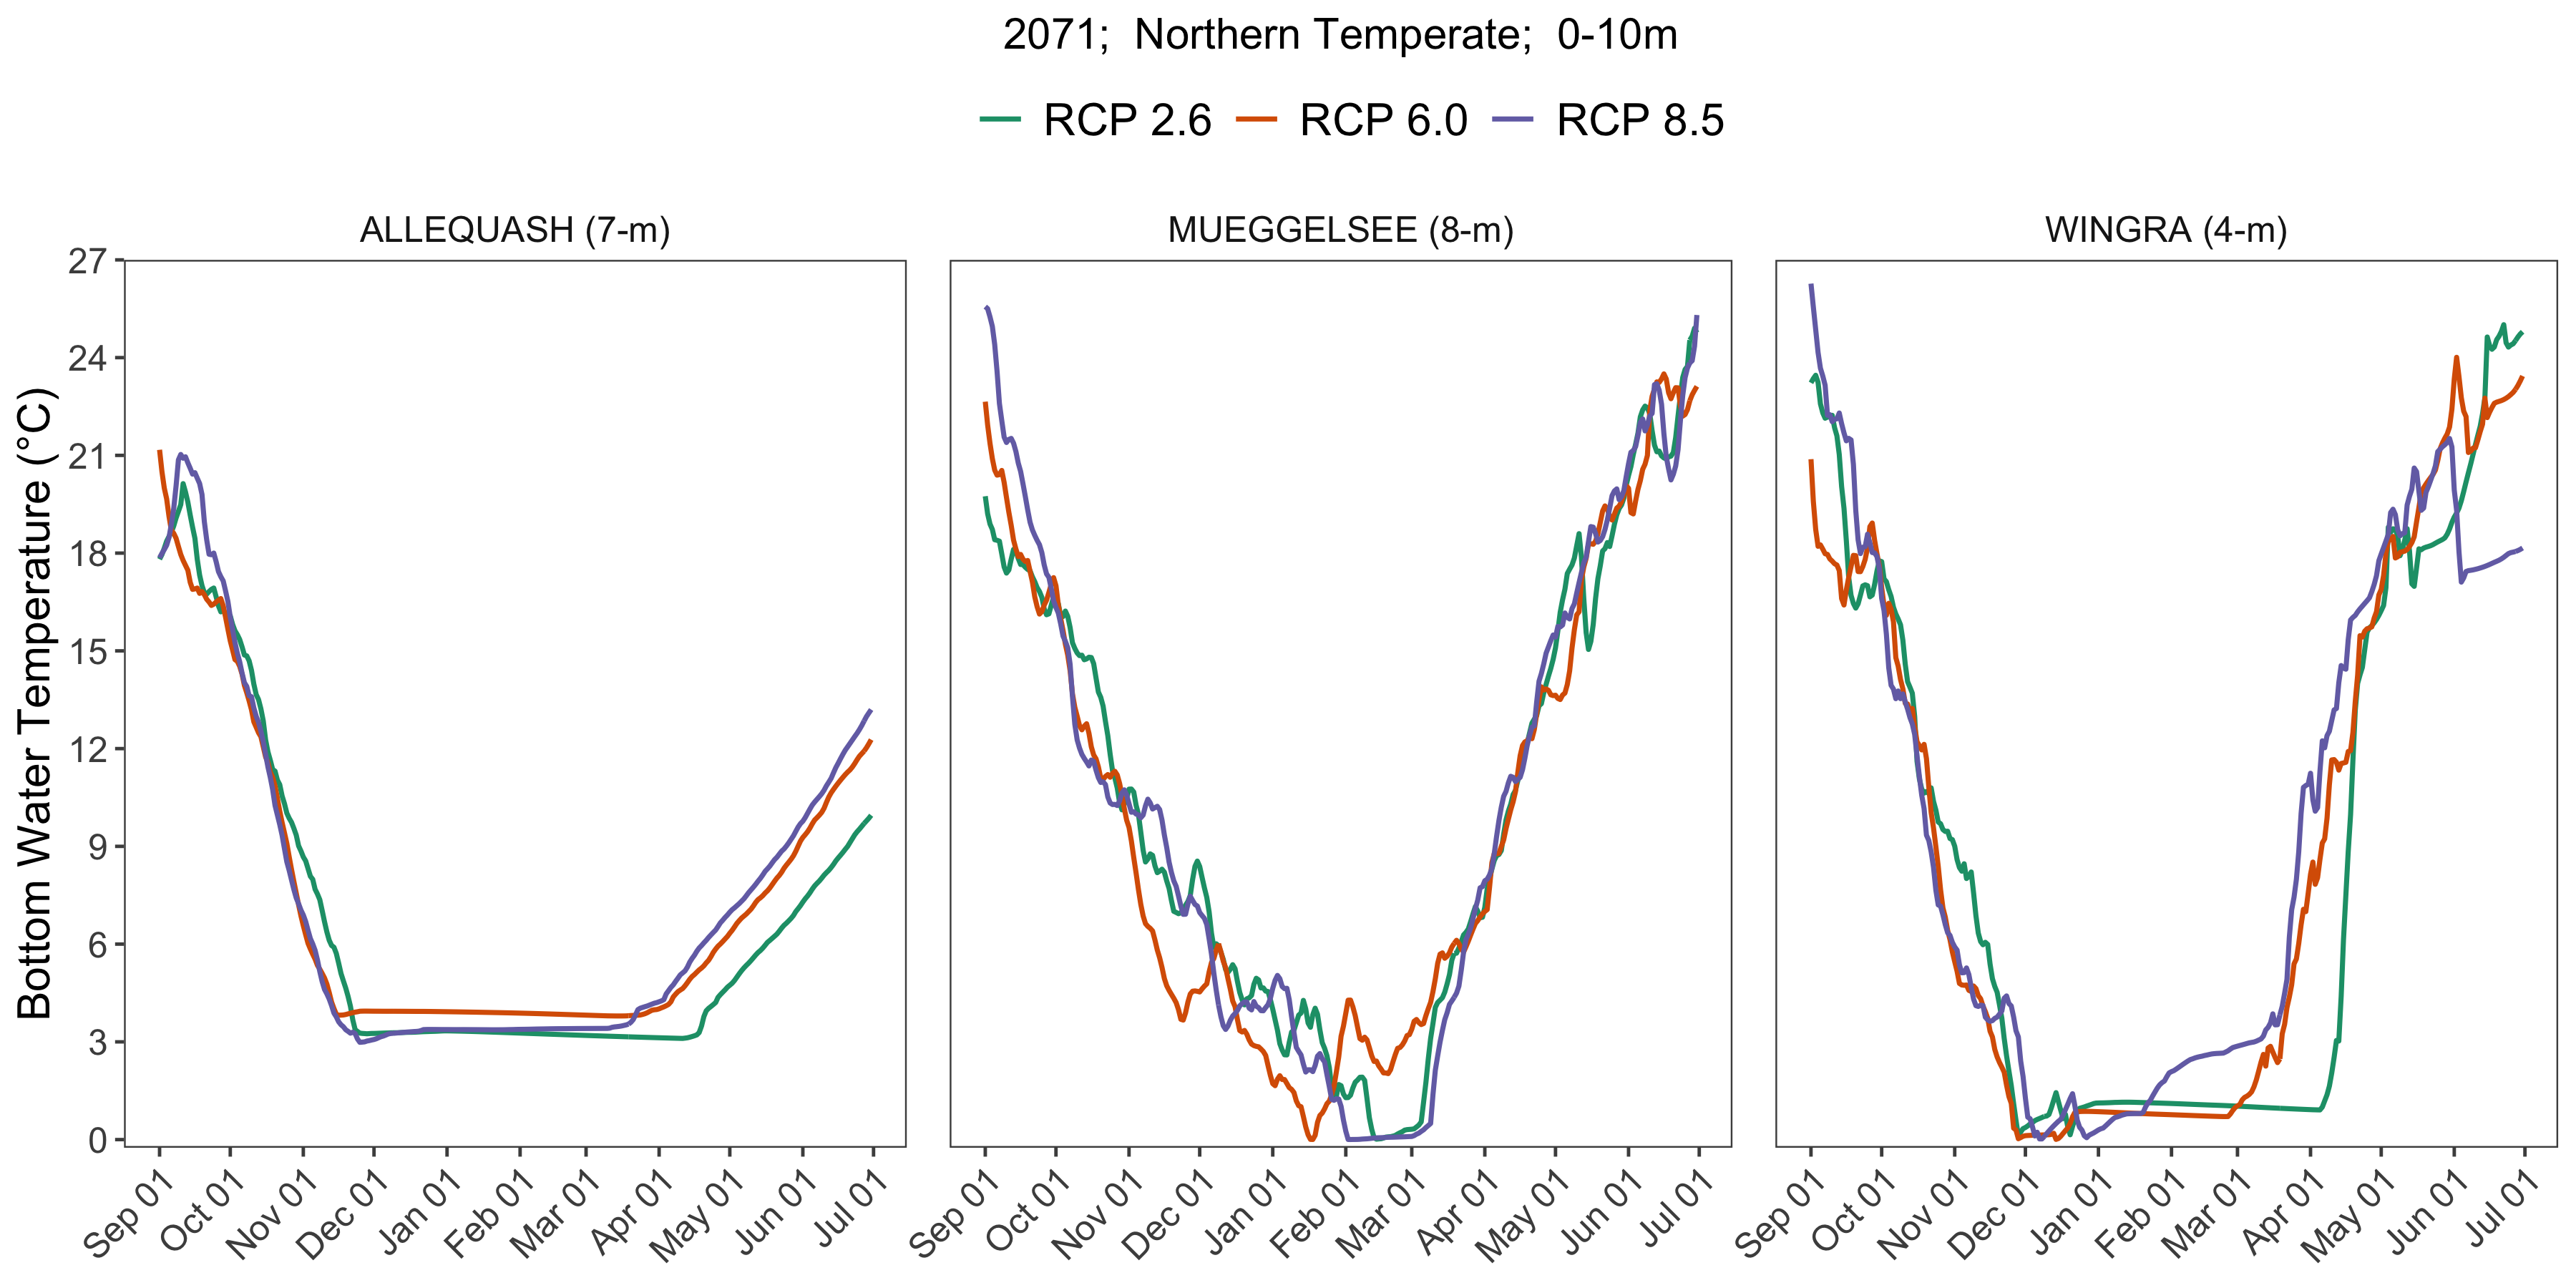 2071;  Northern Temperate;  0-10m
RCP 2.6 RCP 6.0 RCP 8.5
ALLEQUASH (7-m) MUEGGELSEE (8-m) WINGRA (4-m)
Bottom Water Temperature (°C)
27
24
21
18
15
12
9
6
3
0
Sep 01 Oct 01 Nov 01 Dec 01 Jan 01 Feb 01 Mar 01 Apr 01 May 01 Jun 01 Jul 01 Sep 01 Oct 01 Nov 01 Dec 01 Jan 01 Feb 01 Mar 01 Apr 01 May 01 Jun 01 Jul 01 Sep 01 Oct 01 Nov 01 Dec 01 Jan 01 Feb 01 Mar 01 Apr 01 May 01 Jun 01 Jul 01